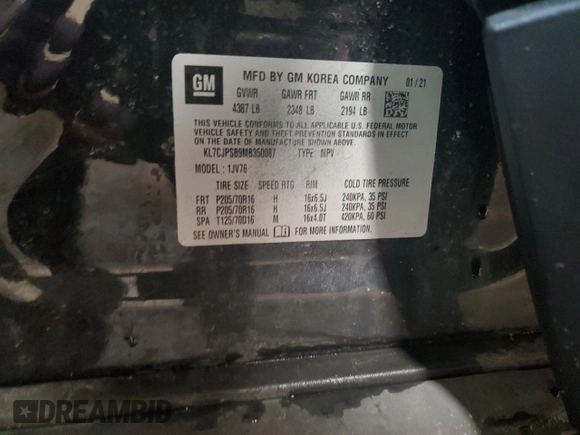 GM
MFD BY GM KOREA COMPANY 01/21
GVWR GAWR FRT GAWR RR
4387 LB 2348 LB 2194 LB
THIS VEHICLE CONFORMS TO ALL APPLICABLE U.S. FEDERAL MOTOR
VEHICLE SAFETY AND THEFT PREVENTION STANDARDS IN EFFECT
ON THE DATE OF MANUFACTURE SHOWN ABOVE.
KL7CJPSB9MB350087 TYPE: MPV
MODEL: 1JV76
TIRE SIZE SPEED RTG RIM COLD TIRE PRESSURE
FRT P205/70R16 H 16x6.5J 240KPA, 35 PSI
RR P205/70R16 H 16x6.5J 240KPA, 35 PSI
SPA T125/70D16 M 16x4.0T 420KPA, 60 PSI
SEE OWNER'S MANUAL FOR MORE INFORMATION.
DREAMBID